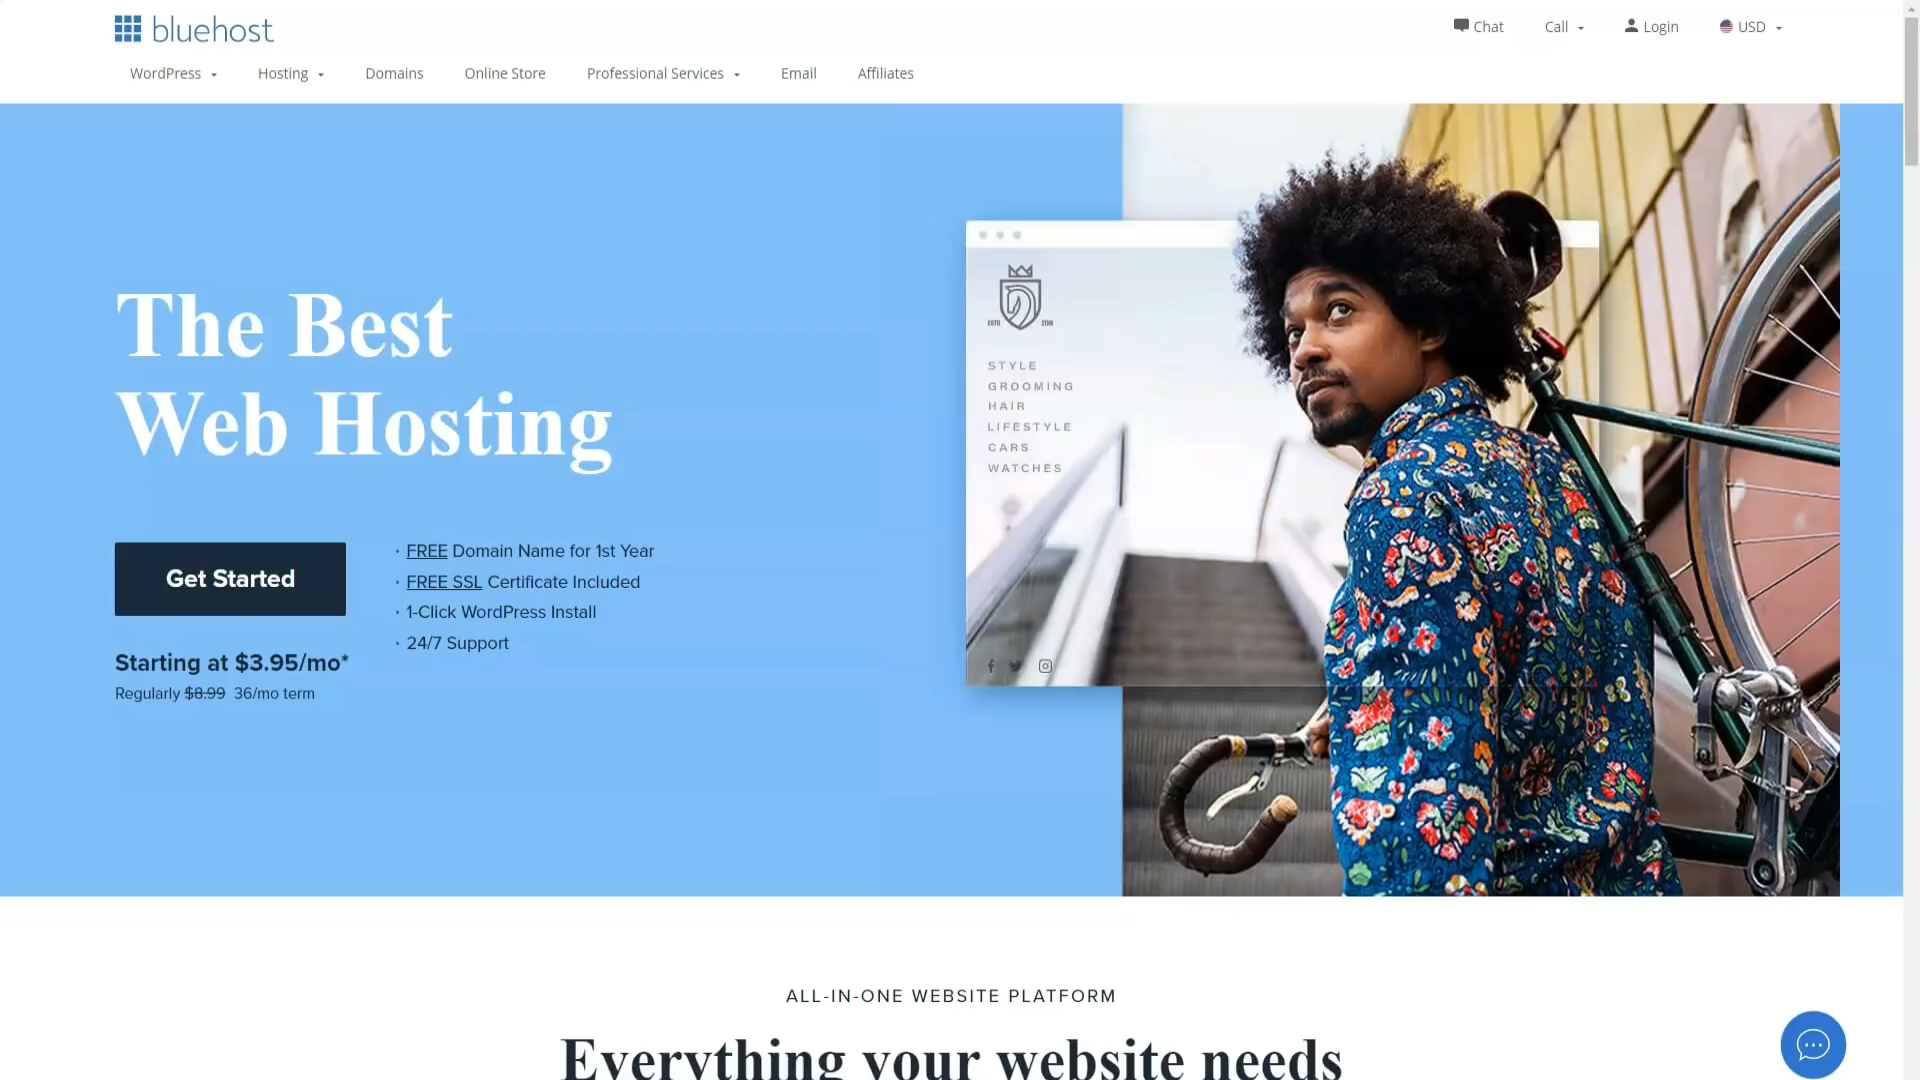 bluehost
Chat
Call
Login
USD
WordPress
Hosting
Domains
Online Store
Professional Services
Email
Affiliates
The Best
Web Hosting
Get Started
Starting at $3.95/mo*
Regularly $8.99 36/mo term
· FREE Domain Name for 1st Year
· FREE SSL Certificate Included
· 1-Click WordPress Install
· 24/7 Support
STYLE
GROOMING
HAIR
LIFESTYLE
CARS
WATCHES
ALL-IN-ONE WEBSITE PLATFORM
Everything your website needs